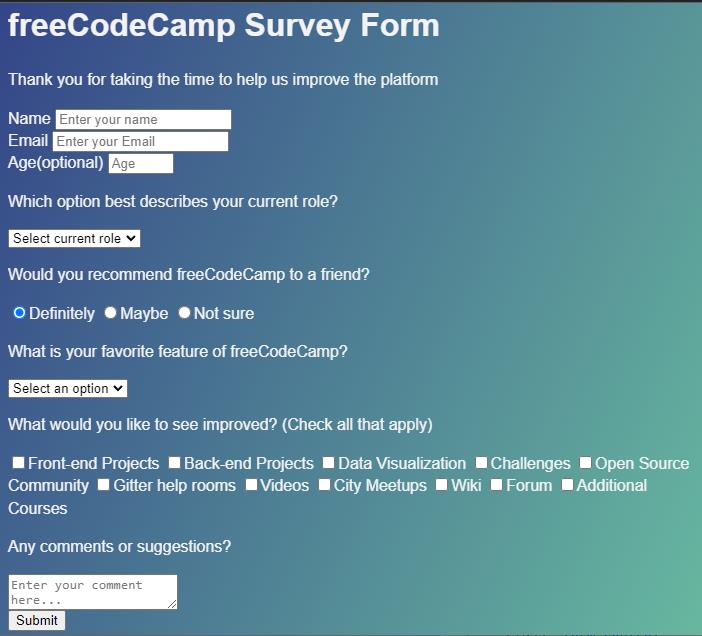 freeCodeCamp Survey Form
Thank you for taking the time to help us improve the platform
Name Enter your name
Email Enter your Email
Age(optional) Age
Which option best describes your current role?
Select current role
Would you recommend freeCodeCamp to a friend?
Definitely Maybe Not sure
What is your favorite feature of freeCodeCamp?
Select an option
What would you like to see improved? (Check all that apply)
Front-end Projects Back-end Projects Data Visualization Challenges Open Source
Community Gitter help rooms Videos City Meetups Wiki Forum Additional
Courses
Any comments or suggestions?
Enter your comment
here...
Submit